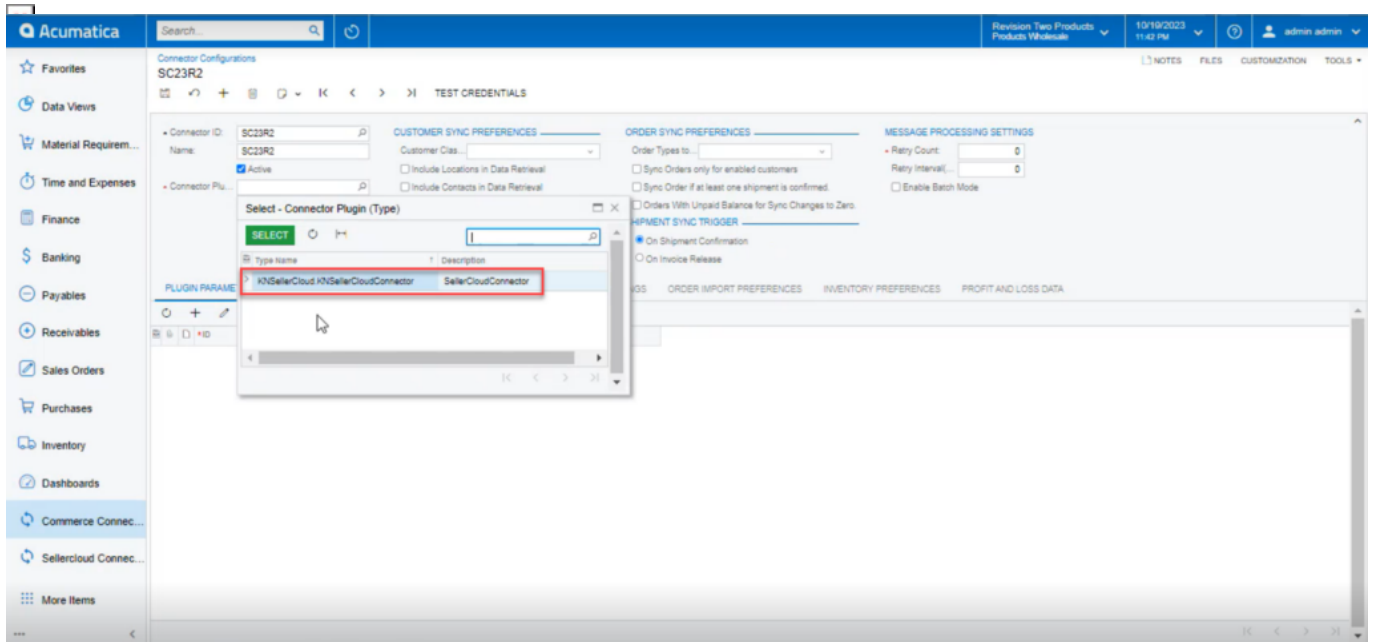 Acumatica
Search...
Revision Two Products
Products Wholesale
10/19/2023
11:42 PM
admin admin
Favorites
Data Views
Material Requirem...
Time and Expenses
Finance
Banking
Payables
Receivables
Sales Orders
Purchases
Inventory
Dashboards
Commerce Connec...
Sellercloud Connec...
More Items
Connector Configurations
SC23R2
NOTES FILES CUSTOMIZATION TOOLS
TEST CREDENTIALS
Connector ID: SC23R2
Name: SC23R2
Active
Connector Plu...
CUSTOMER SYNC PREFERENCES
Customer Clas...
Include Locations in Data Retrieval
Include Contacts in Data Retrieval
ORDER SYNC PREFERENCES
Order Types to...
Sync Orders only for enabled customers
Sync Order if at least one shipment is confirmed.
Orders With Unpaid Balance for Sync Changes to Zero.
HIPMENT SYNC TRIGGER
On Shipment Confirmation
On Invoice Release
MESSAGE PROCESSING SETTINGS
Retry Count: 0
Retry Interval(... 0
Enable Batch Mode
Select - Connector Plugin (Type)
SELECT
Type Name Description
KNSellerCloud.KNSellerCloudConnector SellerCloudConnector
PLUGIN PARAME
GS ORDER IMPORT PREFERENCES INVENTORY PREFERENCES PROFIT AND LOSS DATA
ID